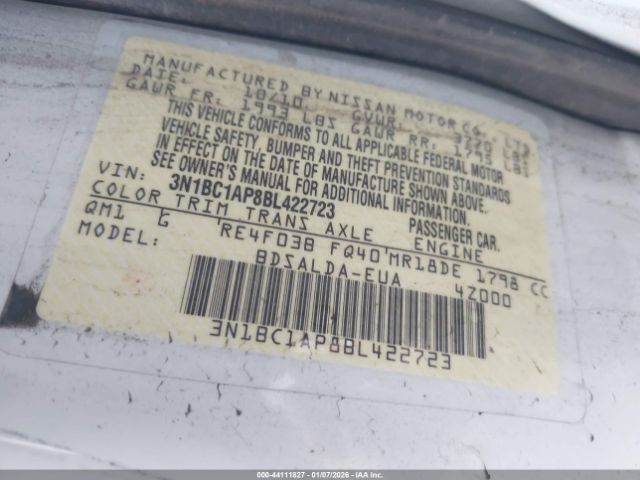 MANUFACTURED BY NISSAN MOTOR CO., LTD.
DATE: 10/10 GVWR: 3720 LBS
GAWR FR: 1993 LBS GAWR RR: 1795 LBS
THIS VEHICLE CONFORMS TO ALL APPLICABLE FEDERAL MOTOR
VEHICLE SAFETY, BUMPER, AND THEFT PREVENTION STANDARDS
IN EFFECT ON THE DATE OF MANUFACTURE SHOWN ABOVE.
SEE OWNER'S MANUAL FOR ADDITIONAL INFORMATION.
VIN: 3N1BC1AP8BL422723 PASSENGER CAR.
COLOR TRIM TRANS AXLE ENGINE
QM1 G RE4F03B FQ40 MR18DE 1798 CC
MODEL: BDSALDA-EUA 4Z000
3N1BC1AP8BL422723
000-44111827 - 01/07/2026 - IAA Inc.